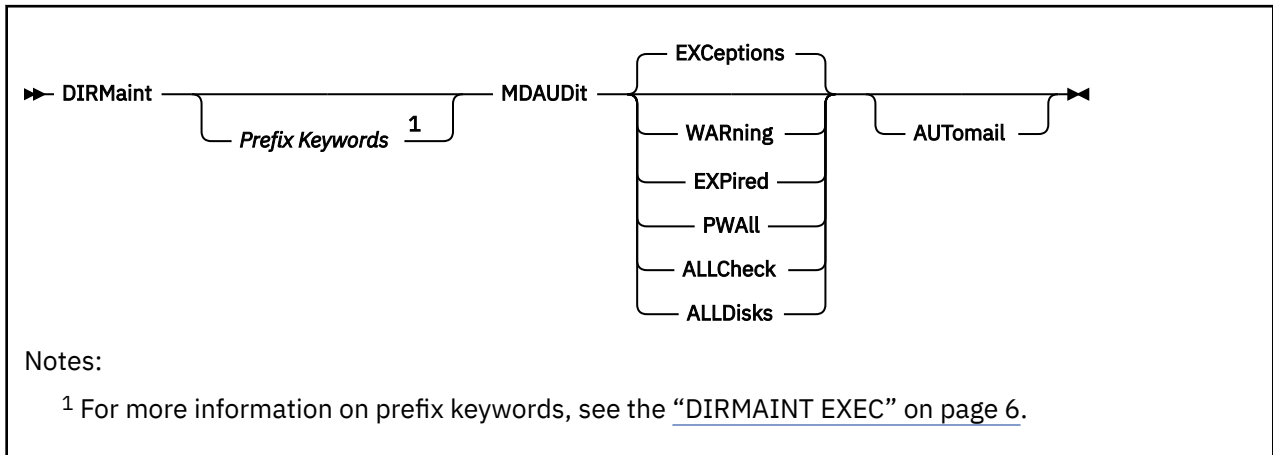 EXCeptions
DIRMaint MDAUDit
Prefix Keywords 1
WARning AUTomail
EXPired
PWAll
ALLCheck
ALLDisks
Notes:
1 For more information on prefix keywords, see the “DIRMAINT EXEC” on page 6.